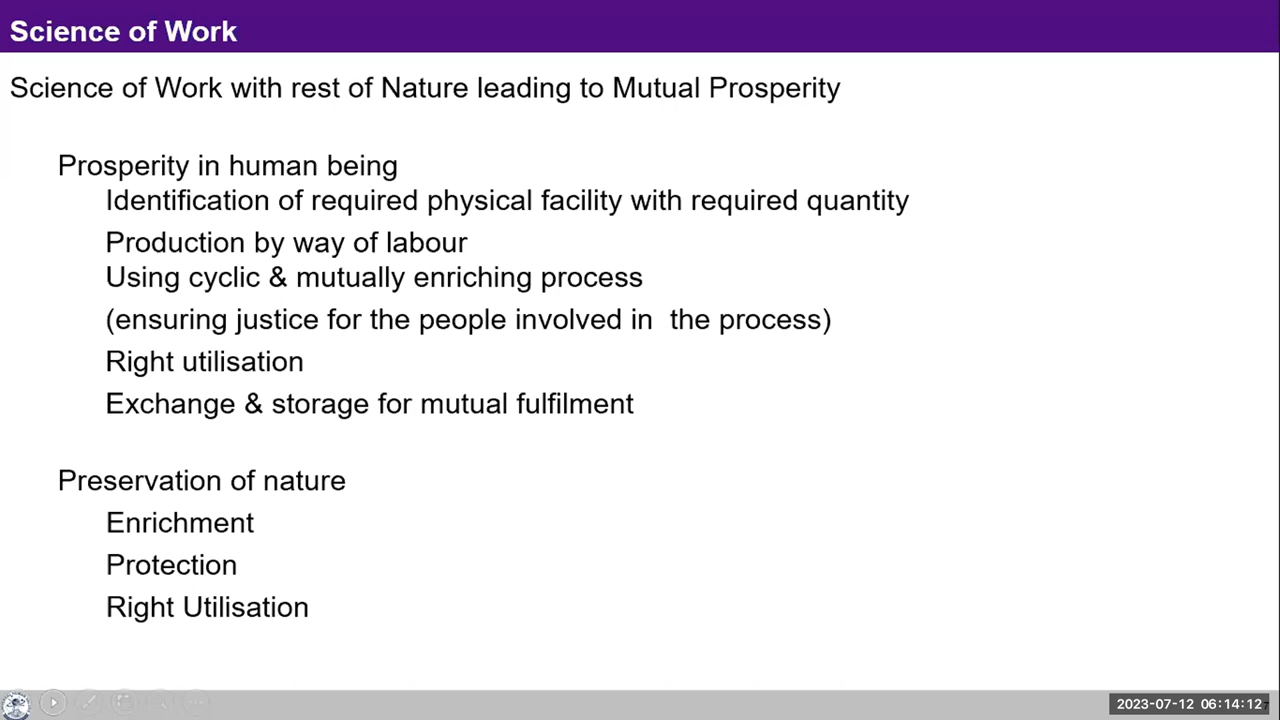 Science of Work
Science of Work with rest of Nature leading to Mutual Prosperity
Prosperity in human being
Identification of required physical facility with required quantity
Production by way of labour
Using cyclic & mutually enriching process
(ensuring justice for the people involved in  the process)
Right utilisation
Exchange & storage for mutual fulfilment
Preservation of nature
Enrichment
Protection
Right Utilisation
2023-07-12 06:14:12